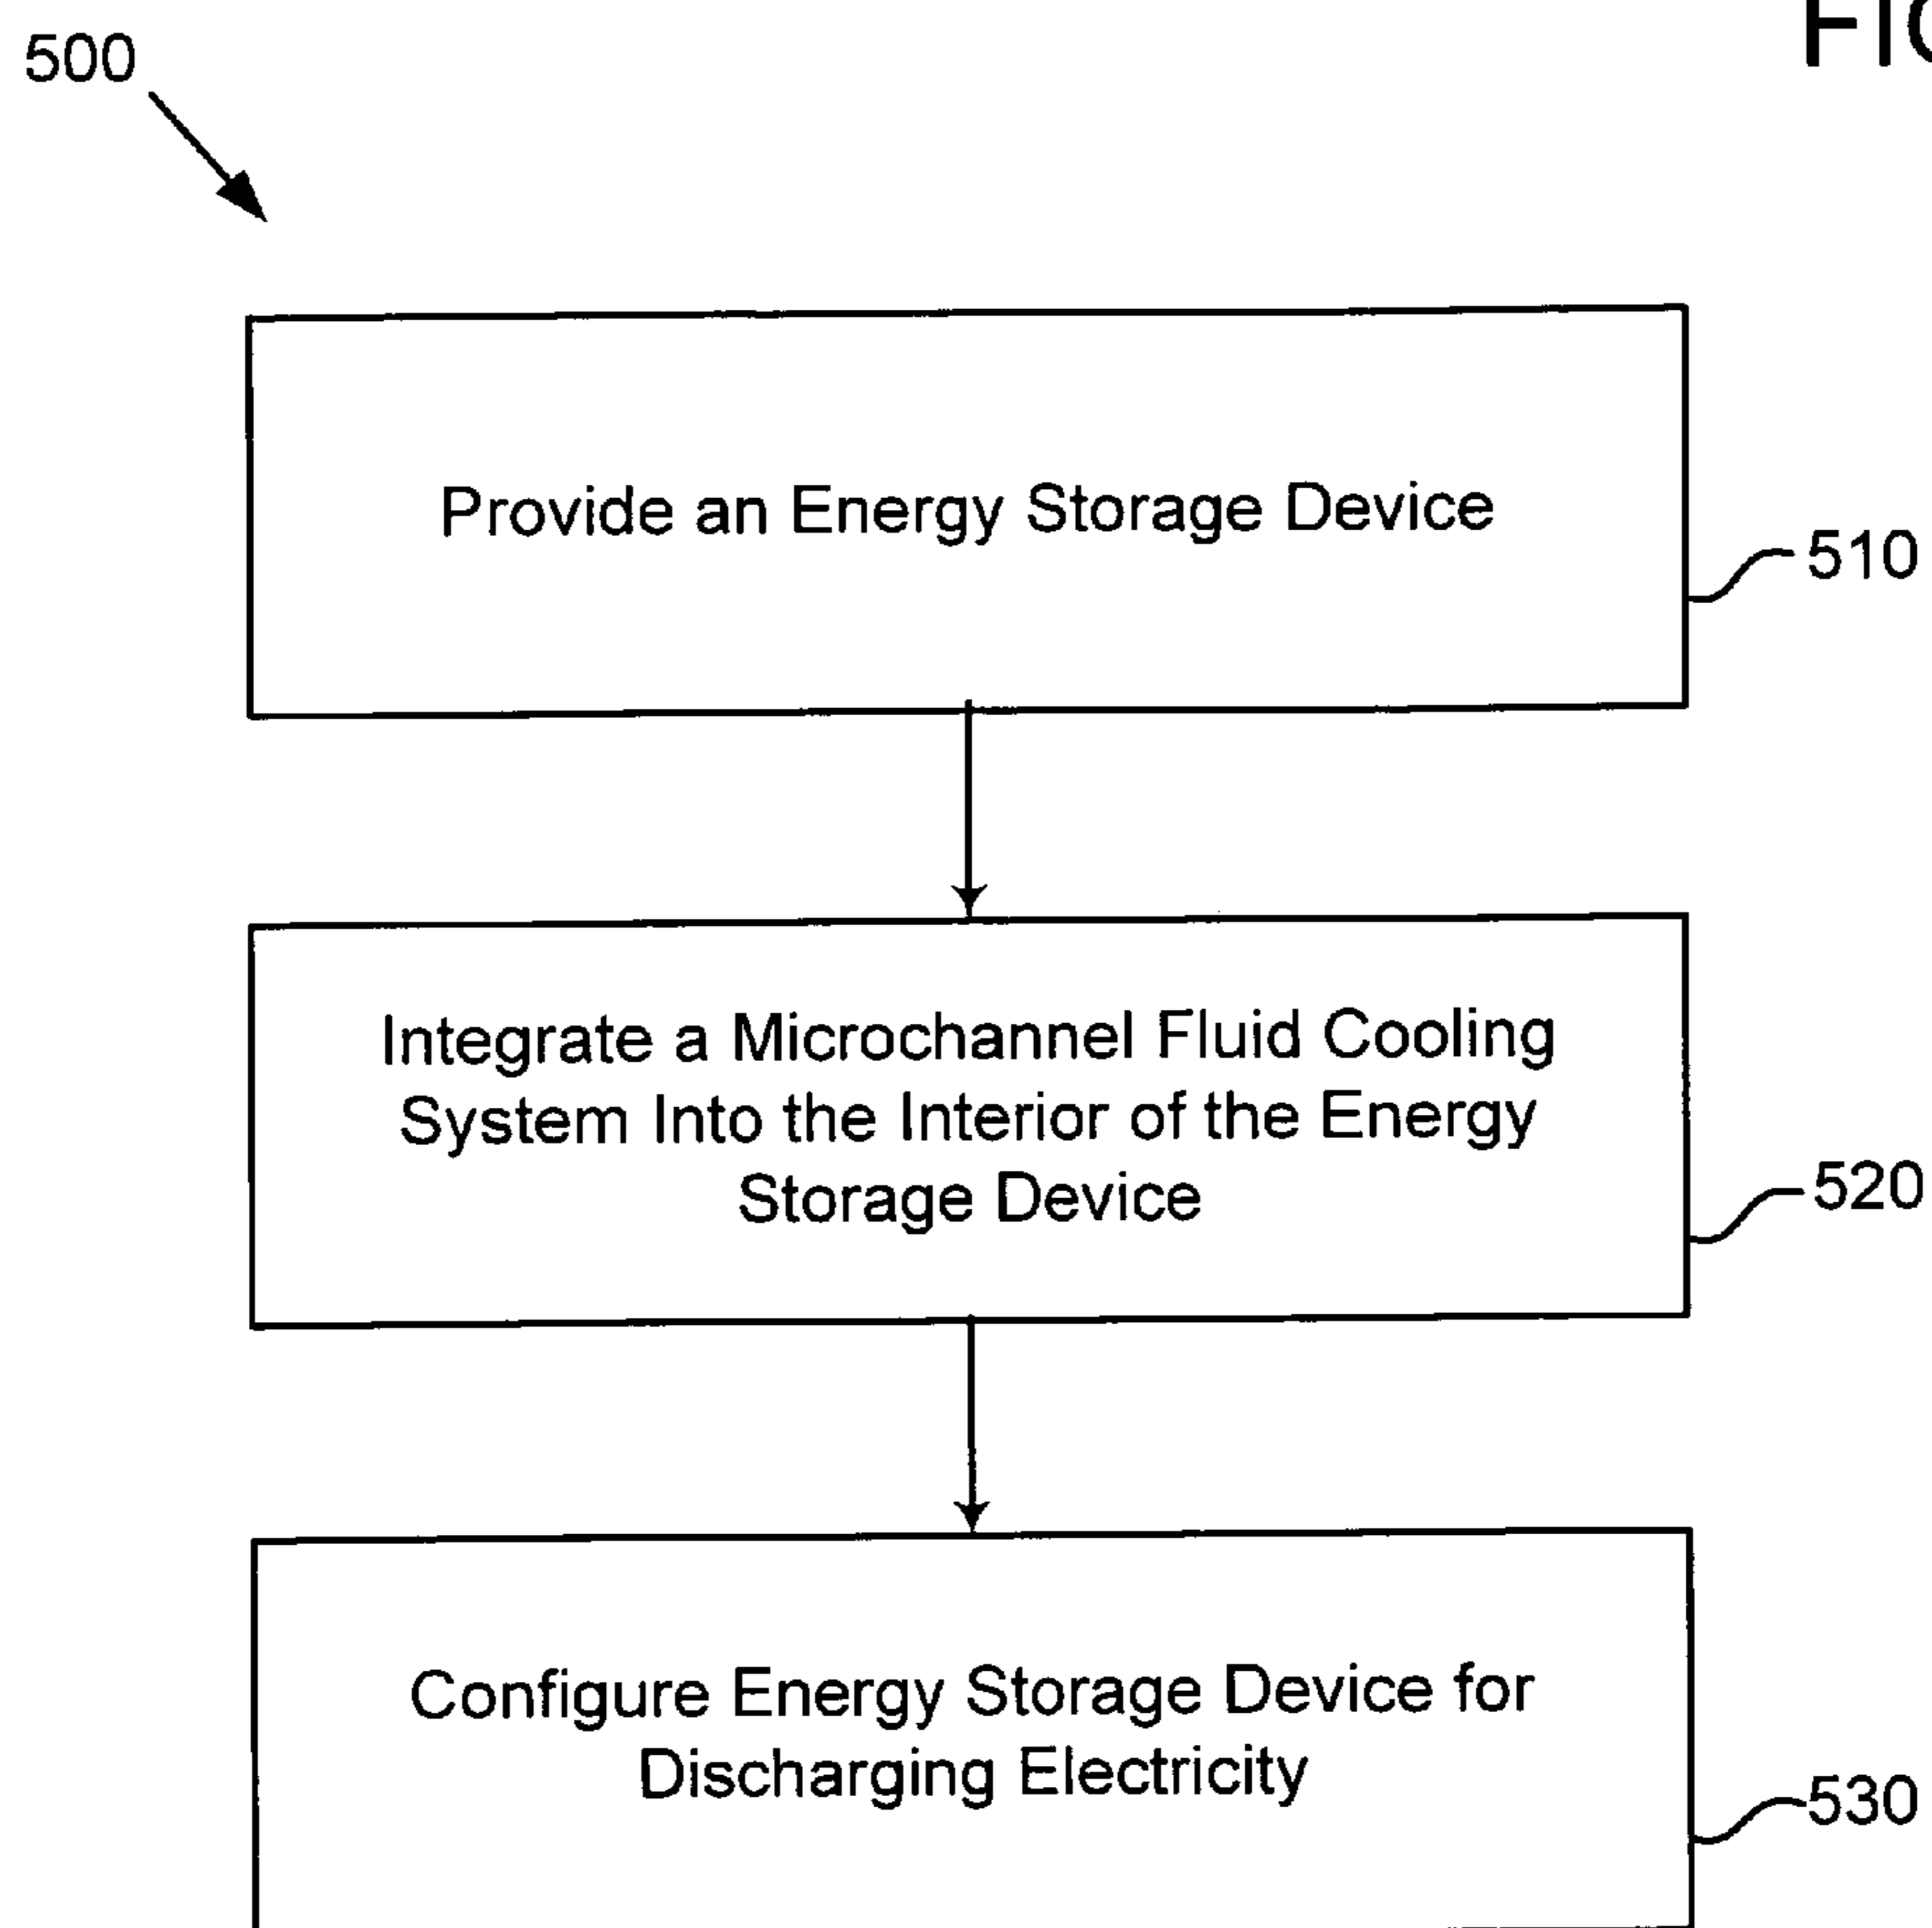 500
Provide an Energy Storage Device
510
Integrate a Microchannel Fluid Cooling
System Into the Interior of the Energy
Storage Device
520
Configure Energy Storage Device for
Discharging Electricity
530